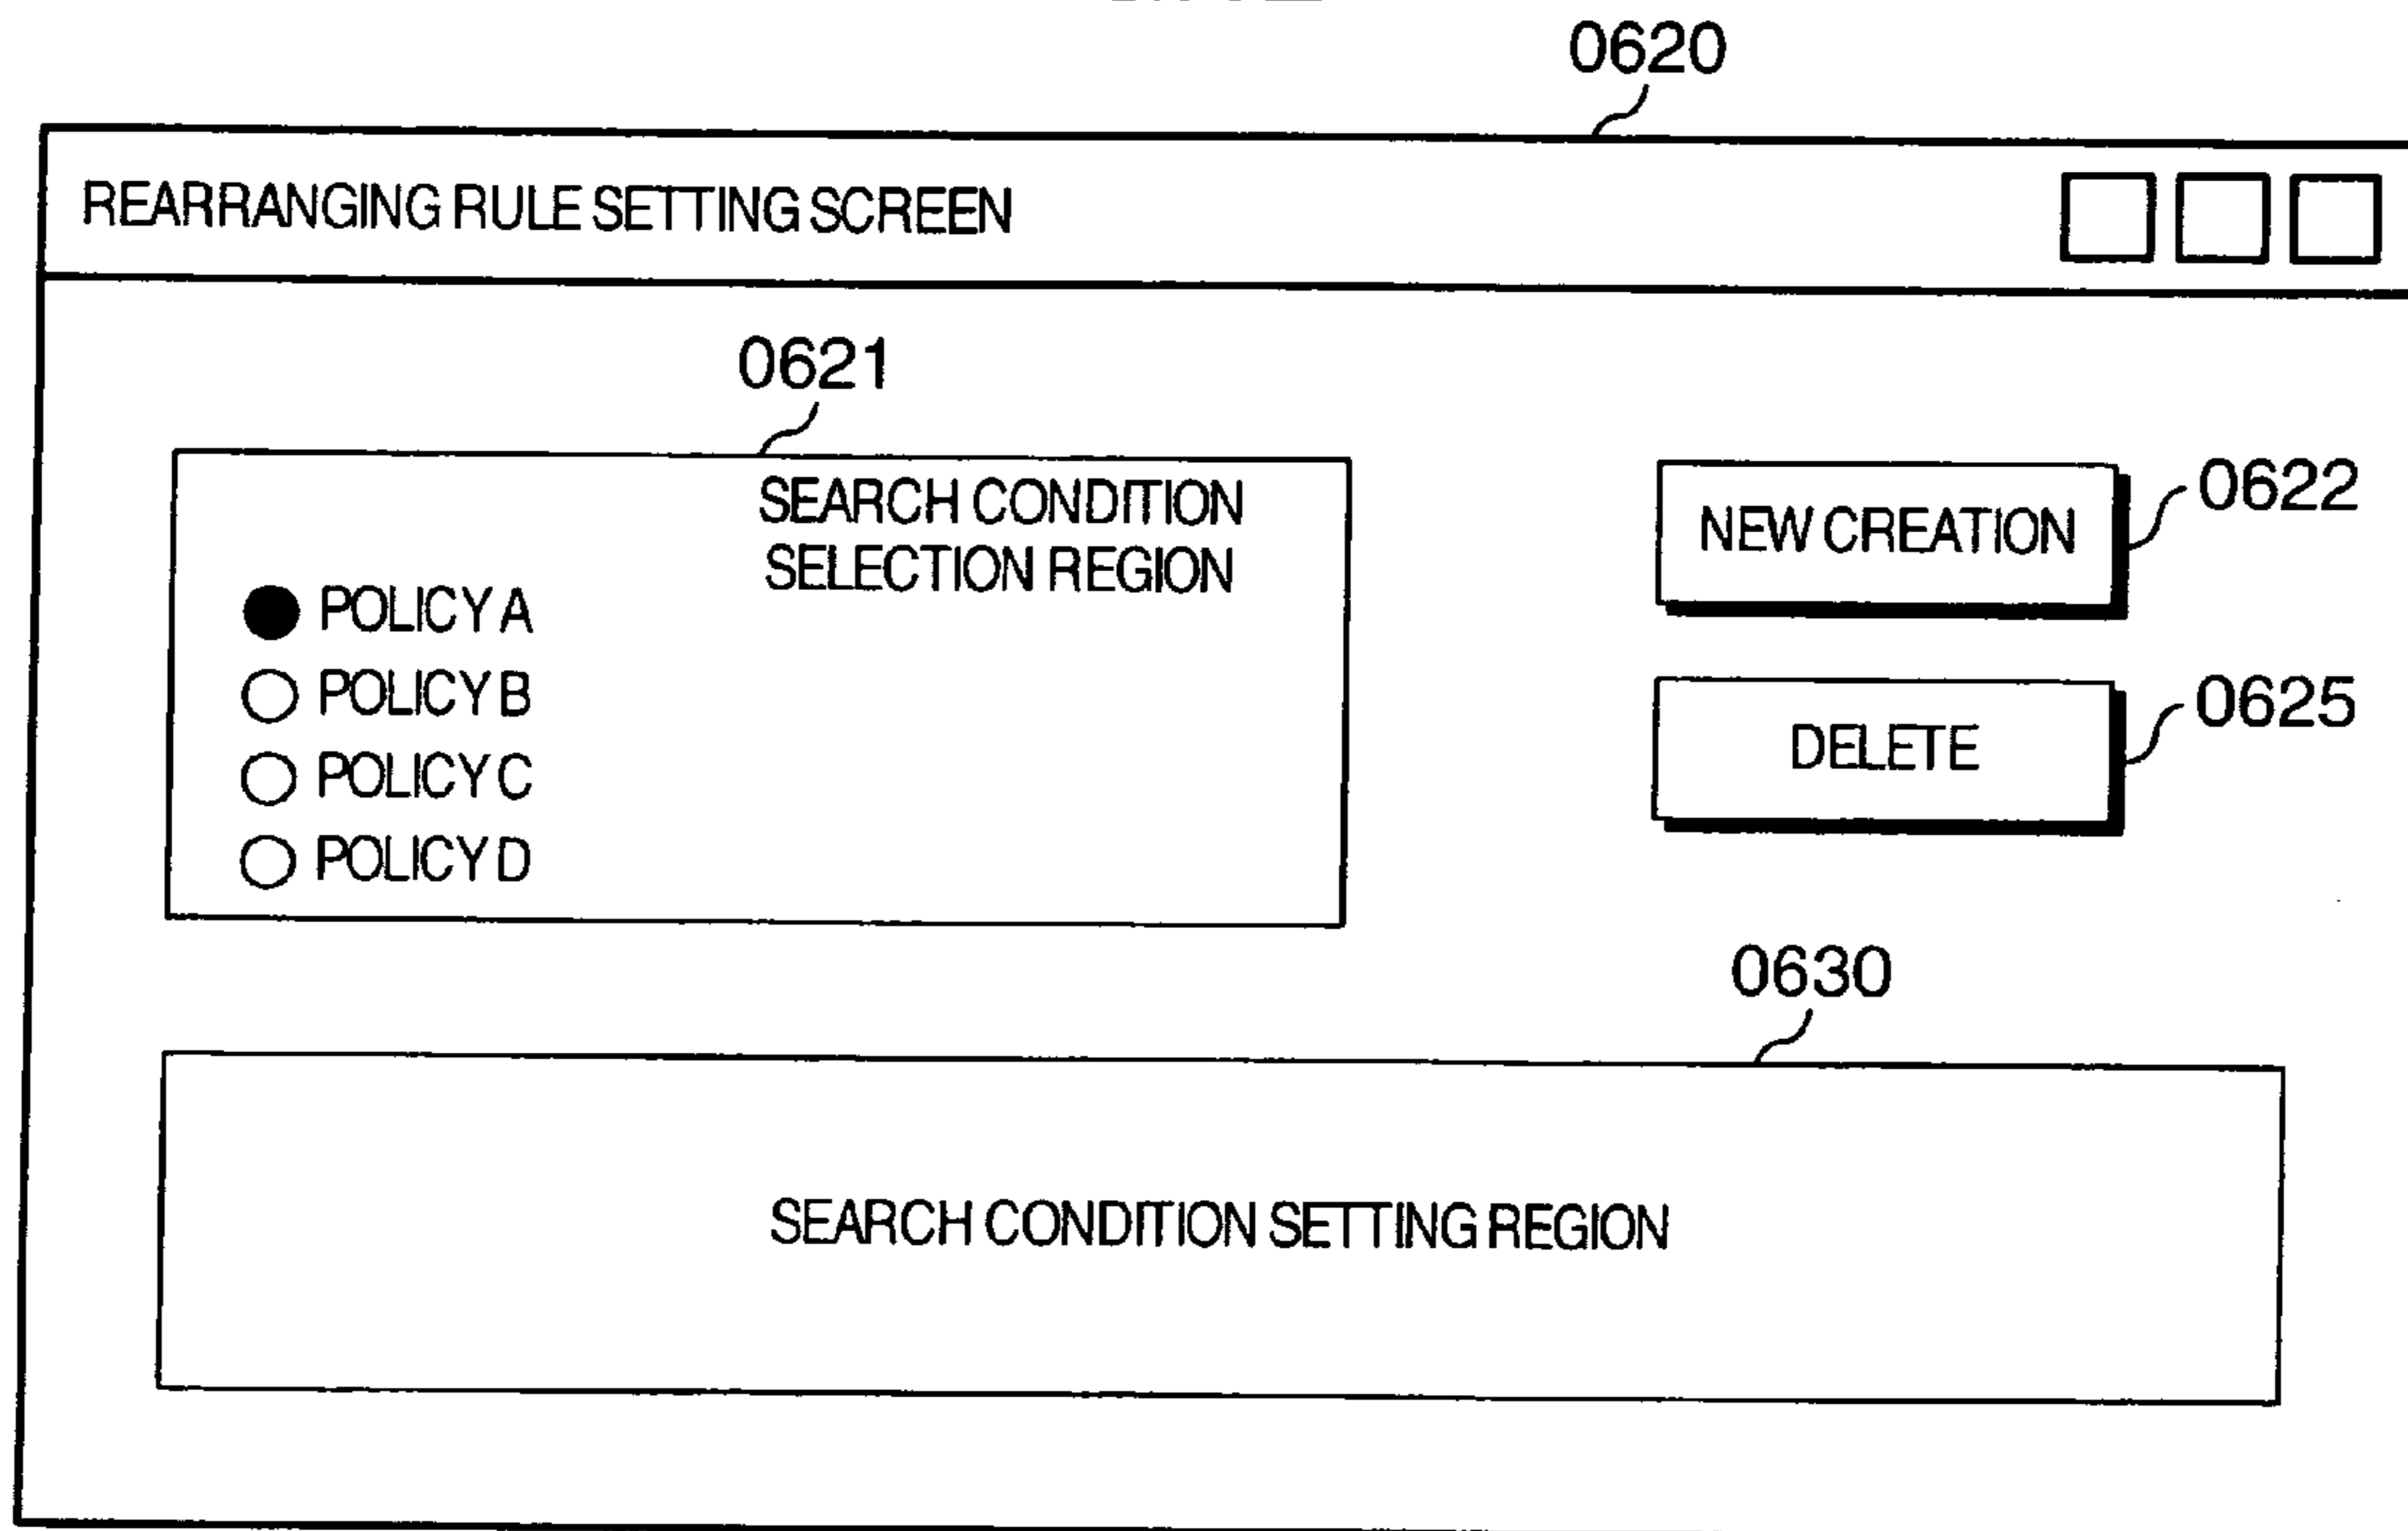 0620
REARRANGING RULE SETTING SCREEN
0621
SEARCH CONDITION
SELECTION REGION
POLICY A
POLICY B
POLICY C
POLICY D
NEW CREATION
0622
DELETE
0625
0630
SEARCH CONDITION SETTING REGION